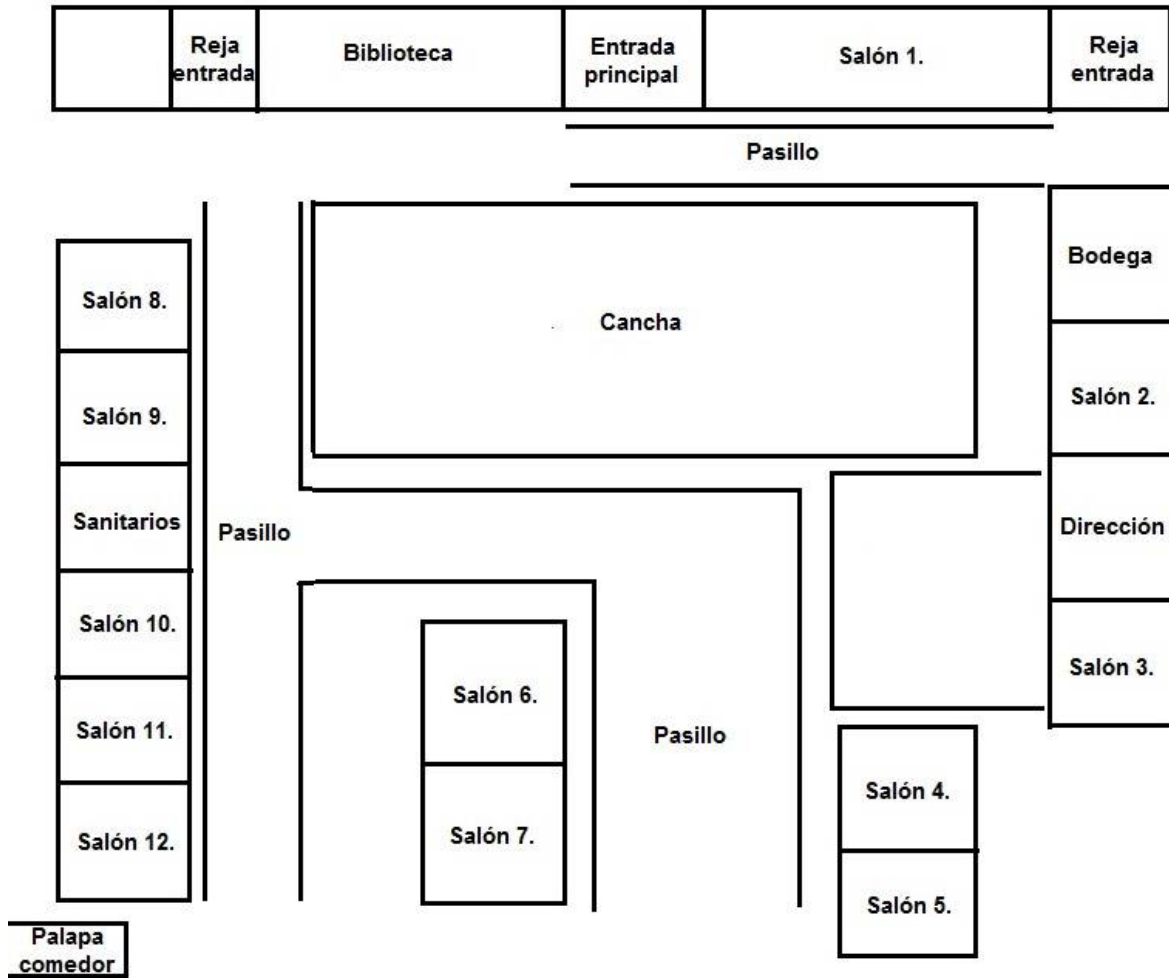 Reja
entrada
Biblioteca
Entrada
principal
Salón 1.
Reja
entrada
Pasillo
Bodega
Salón 8.
Cancha
Salón 2.
Salón 9.
Sanitarios
Pasillo
Dirección
Salón 10.
Salón 3.
Salón 6.
Salón 11.
Pasillo
Salón 4.
Salón 12.
Salón 7.
Salón 5.
Palapa
comedor